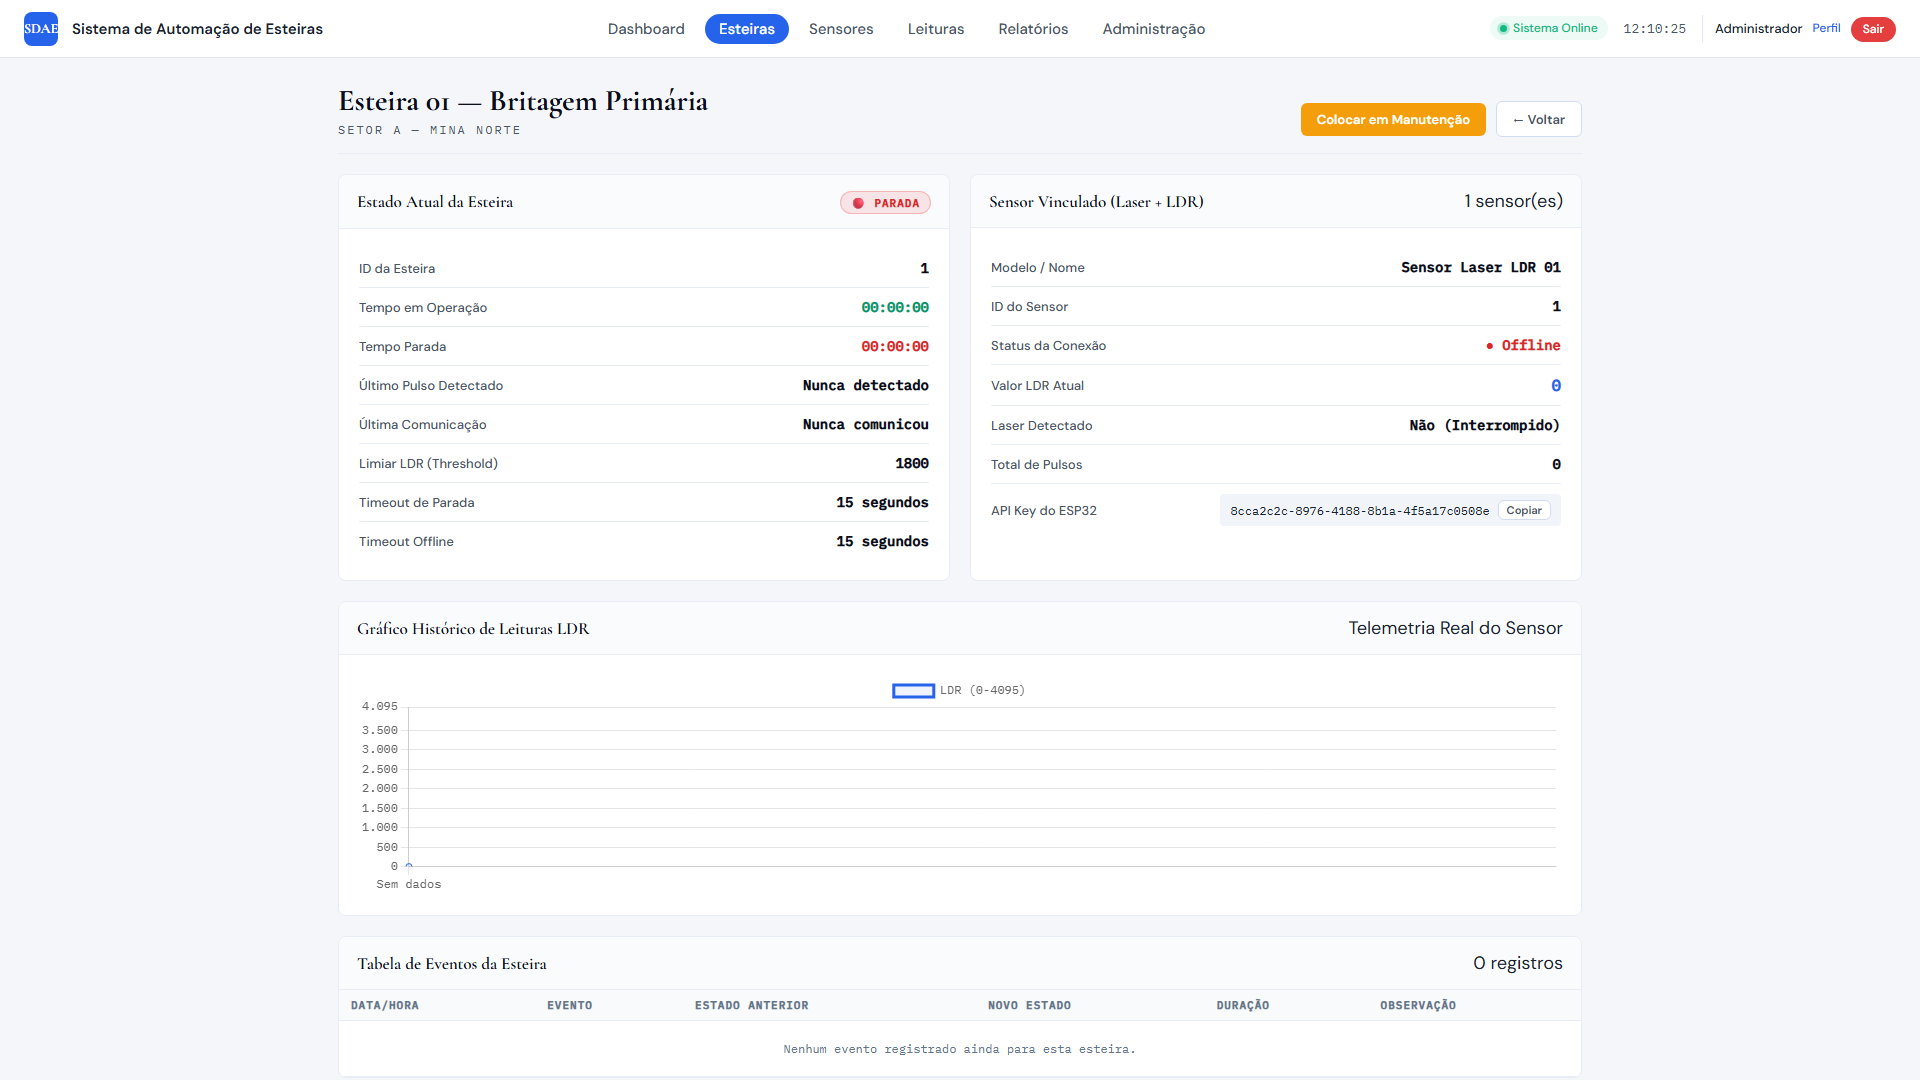 SDAE Sistema de Automação de Esteiras Dashboard Esteiras Sensores Leituras Relatórios Administração Sistema Online 12:10:25 Administrador Perfil Sair
Esteira 01 — Britagem Primária
SETOR A — MINA NORTE
Colocar em Manutenção ← Voltar
Estado Atual da Esteira PARADA
ID da Esteira 1
Tempo em Operação 00:00:00
Tempo Parada 00:00:00
Último Pulso Detectado Nunca detectado
Última Comunicação Nunca comunicou
Limiar LDR (Threshold) 1800
Timeout de Parada 15 segundos
Timeout Offline 15 segundos
Sensor Vinculado (Laser + LDR) 1 sensor(es)
Modelo / Nome Sensor Laser LDR 01
ID do Sensor 1
Status da Conexão • Offline
Valor LDR Atual 0
Laser Detectado Não (Interrompido)
Total de Pulsos 0
API Key do ESP32 8cca2c2c-8976-4188-8b1a-4f5a17c0508e Copiar
Gráfico Histórico de Leituras LDR Telemetria Real do Sensor
LDR (0-4095)
4.095
3.500
3.000
2.500
2.000
1.500
1.000
500
0
Sem dados
Tabela de Eventos da Esteira 0 registros
DATA/HORA EVENTO ESTADO ANTERIOR NOVO ESTADO DURAÇÃO OBSERVAÇÃO
Nenhum evento registrado ainda para esta esteira.